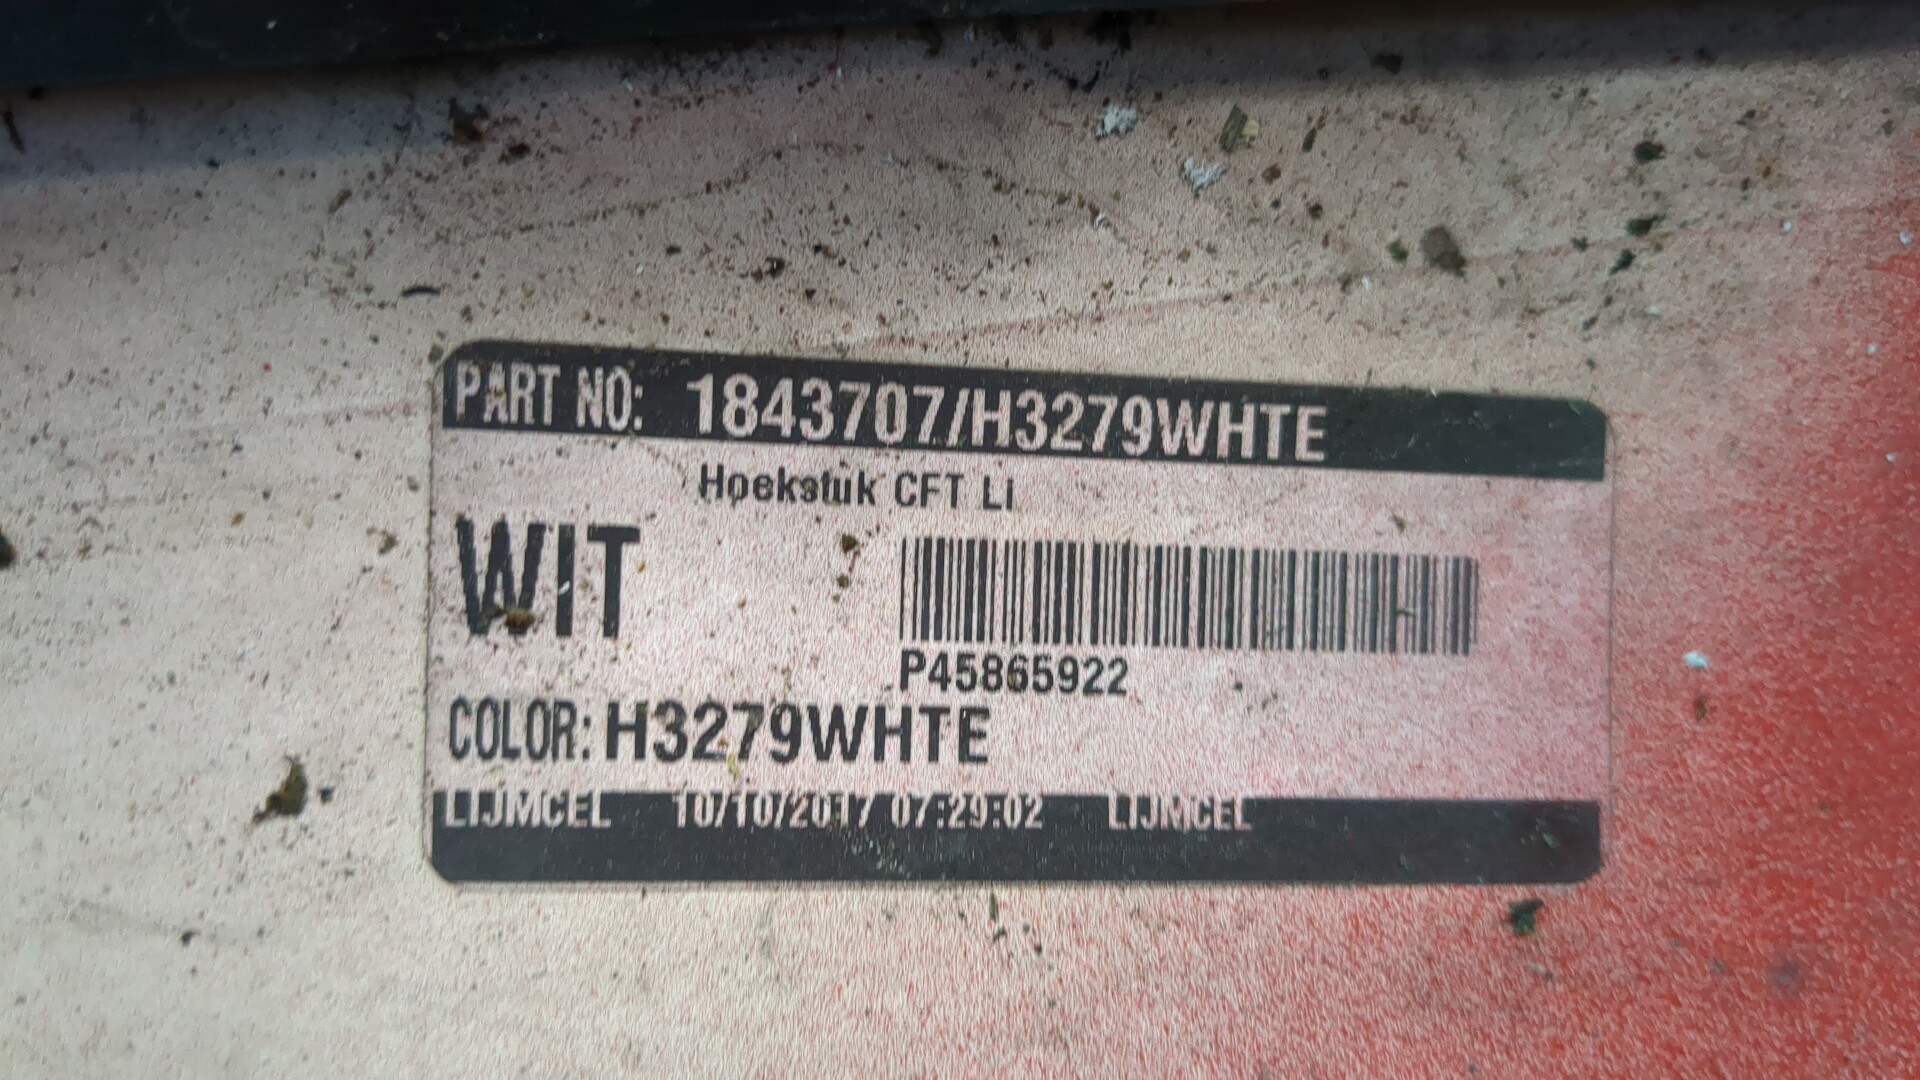 PART NO: 1843707/H3279WHTE
Hoekstuk CFT Li
WIT
P45865922
COLOR: H3279WHTE
LIJMCEL 10/10/2017 07:29:02 LIJMCEL